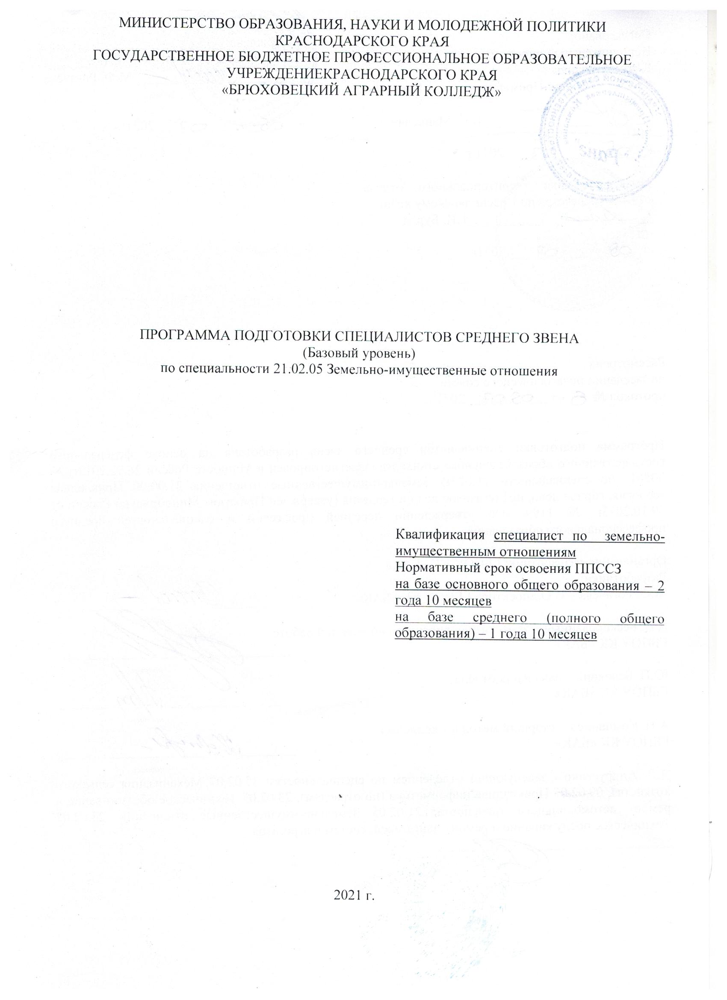 МИНИСТЕРСТВО ОБРАЗОВАНИЯ, НАУКИ И МОЛОДЕЖНОЙ ПОЛИТИКИ
КРАСНОДАРСКОГО КРАЯ
ГОСУДАРСТВЕННОЕ БЮДЖЕТНОЕ ПРОФЕССИОНАЛЬНОЕ ОБРАЗОВАТЕЛЬНОЕ
УЧРЕЖДЕНИЕКРАСНОДАРСКОГО КРАЯ
«БРЮХОВЕЦКИЙ АГРАРНЫЙ КОЛЛЕДЖ»
ПРОГРАММА ПОДГОТОВКИ СПЕЦИАЛИСТОВ СРЕДНЕГО ЗВЕНА
(Базовый уровень)
по специальности 21.02.05 Земельно-имущественные отношения
Квалификация специалист по земельно-
имущественным отношениям
Нормативный срок освоения ППССЗ
на базе основного общего образования – 2
года 10 месяцев
на базе среднего (полного общего
образования) – 1 года 10 месяцев
2021 г.